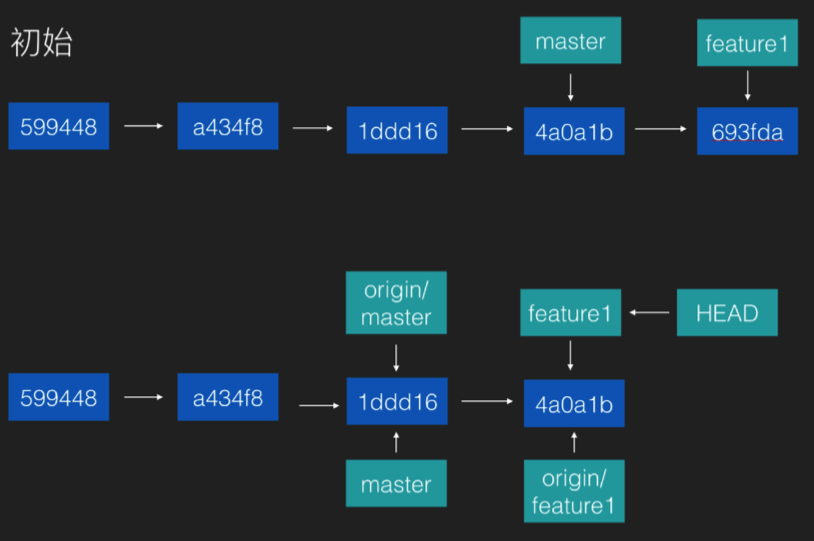 初始
master
feature1
599448
a434f8
1ddd16
4a0a1b
693fda
origin/
master
feature1
HEAD
599448
a434f8
1ddd16
4a0a1b
master
origin/
feature1